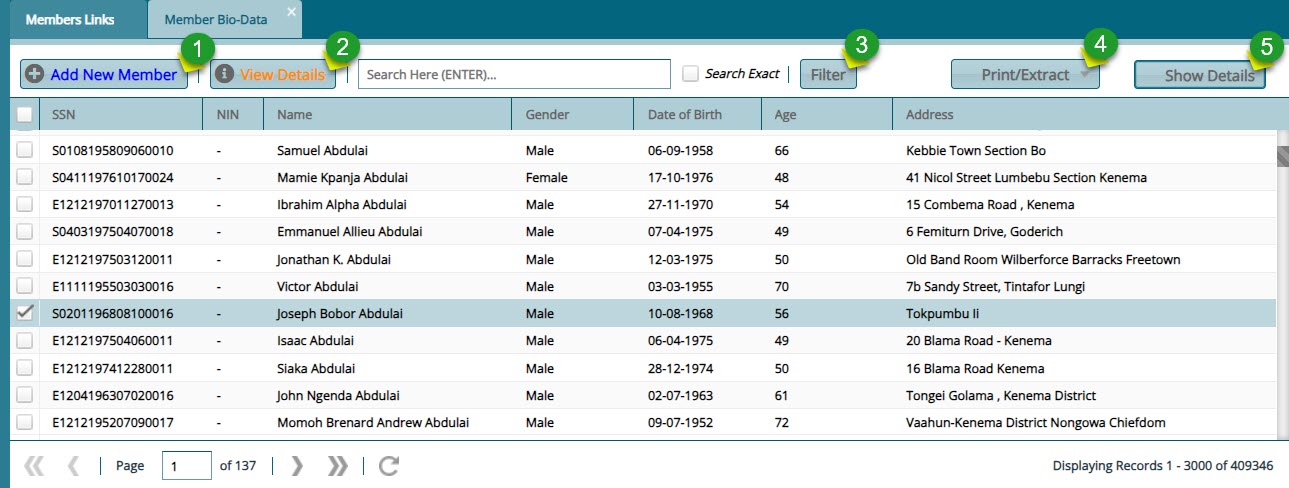 Members Links
Member Bio-Data
×
1
2
3
4
5
Add New Member
View Details
Search Here (ENTER)...
Search Exact
Filter
Print/Extract
Show Details
SSN NIN Name Gender Date of Birth Age Address
S0108195809060010 - Samuel Abdulai Male 06-09-1958 66 Kebbie Town Section Bo
S0411197610170024 - Mamie Kpanja Abdulai Female 17-10-1976 48 41 Nicol Street Lumbebu Section Kenema
E1212197011270013 - Ibrahim Alpha Abdulai Male 27-11-1970 54 15 Combema Road , Kenema
S0403197504070018 - Emmanuel Allieu Abdulai Male 07-04-1975 49 6 Femiturn Drive, Goderich
E1212197503120011 - Jonathan K. Abdulai Male 12-03-1975 50 Old Band Room Wilberforce Barracks Freetown
E1111195503030016 - Victor Abdulai Male 03-03-1955 70 7b Sandy Street, Tintafor Lungi
S0201196808100016 - Joseph Bobor Abdulai Male 10-08-1968 56 Tokpumbu Ii
E1212197504060011 - Isaac Abdulai Male 06-04-1975 49 20 Blama Road - Kenema
E1212197412280011 - Siaka Abdulai Male 28-12-1974 50 16 Blama Road Kenema
E1204196307020016 - John Ngenda Abdulai Male 02-07-1963 61 Tongei Golama , Kenema District
E1212195207090017 - Momoh Brenard Andrew Abdulai Male 09-07-1952 72 Vaahun-Kenema District Nongowa Chiefdom
Page 1 of 137
Displaying Records 1 - 3000 of 409346